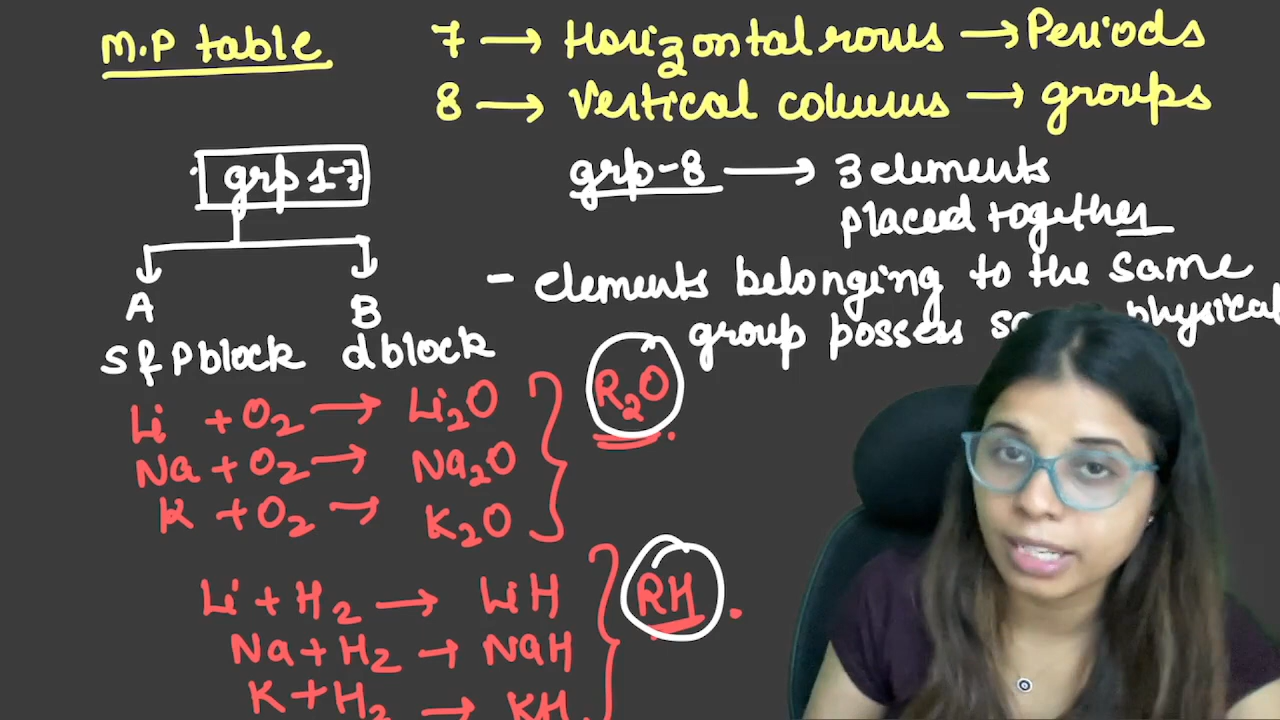 M.P table
7 → Horizontal rows → Periods
8 → Vertical columns → groups
grp 1-7
A B
S & P block d block
grp-8 → 3 elements
placed together
- elements belonging to the same
group possess physical
Li + O2 → Li2O
Na + O2 → Na2O
K + O2 → K2O
R2O
Li + H2 → LiH
Na + H2 → NaH
K + H2 → KH
RH